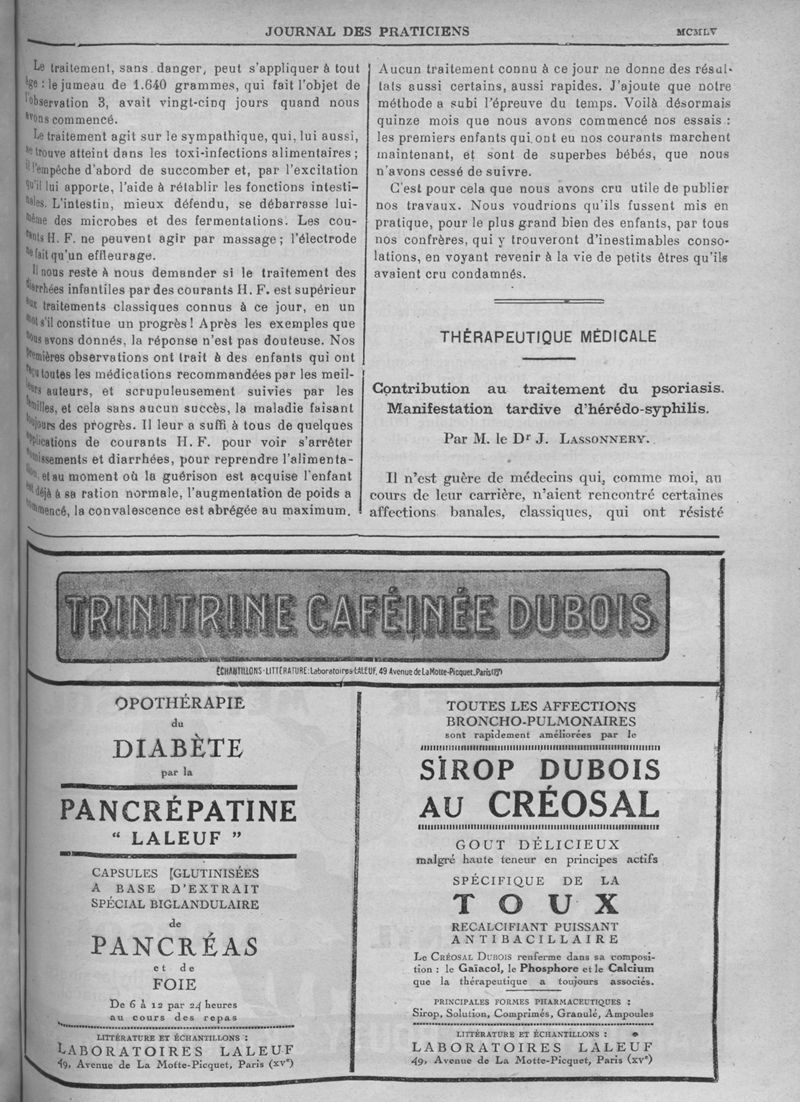 JOURNAL DES PRATICIENS
MCMLV
Le traitement, sans danger, peut s'appliquer à tout
âge : le jumeau de 1.640 grammes, qui fait l'objet de
l'observation 3, avait vingt-cinq jours quand nous
avons commencé.
Le traitement agit sur le sympathique, qui, lui aussi,
se trouve atteint dans les toxi-infections alimentaires ;
il l'empêche d'abord de succomber et, par l'excitation
qu'il lui apporte, l'aide à rétablir les fonctions intesti-
nales. L'intestin, mieux défendu, se débarrasse lui-
même des microbes et des fermentations. Les cou-
rants H. F. ne peuvent agir par massage ; l'électrode
ne fait qu'un effleurage.
Il nous reste à nous demander si le traitement des
diarrhées infantiles par des courants H. F. est supérieur
aux traitements classiques connus à ce jour, en un
mot s'il constitue un progrès ! Après les exemples que
nous avons donnés, la réponse n'est pas douteuse. Nos
premières observations ont trait à des enfants qui ont
reçu toutes les médications recommandées par les meil-
leurs auteurs, et scrupuleusement suivies par les
familles, et cela sans aucun succès, la maladie faisant
toujours des progrès. Il leur a suffi à tous de quelques
applications de courants H. F. pour voir s'arrêter
vomissements et diarrhées, pour reprendre l'alimenta-
tion, et au moment où la guérison est acquise l'enfant
est déjà à sa ration normale, l'augmentation de poids a
commencé, la convalescence est abrégée au maximum.
Aucun traitement connu à ce jour ne donne des résul-
tats aussi certains, aussi rapides. J'ajoute que notre
méthode a subi l'épreuve du temps. Voilà désormais
quinze mois que nous avons commencé nos essais :
les premiers enfants qui ont eu nos courants marchent
maintenant, et sont de superbes bébés, que nous
n'avons cessé de suivre.
C'est pour cela que nous avons cru utile de publier
nos travaux. Nous voudrions qu'ils fussent mis en
pratique, pour le plus grand bien des enfants, par tous
nos confrères, qui y trouveront d'inestimables conso-
lations, en voyant revenir à la vie de petits êtres qu'ils
avaient cru condamnés.
THÉRAPEUTIQUE MÉDICALE
Contribution au traitement du psoriasis.
Manifestation tardive d'hérédo-syphilis.
Par M. le Dr J. LASSONNERY.
Il n'est guère de médecins qui, comme moi, au
cours de leur carrière, n'aient rencontré certaines
affections banales, classiques, qui ont résisté
TRINITRINE CAFÉINÉE DUBOIS
ÉCHANTILLONS-LITTÉRATURE: Laboratoires LALEUF, 49 Avenue de La Motte-Picquet, Paris (15e)
OPOTHÉRAPIE
du
DIABÈTE
par la
PANCRÉPATINE
“ LALEUF ”
CAPSULES [GLUTINISÉES
A BASE D'EXTRAIT
SPÉCIAL BIGLANDULAIRE
de
PANCRÉAS
et de
FOIE
De 6 à 12 par 24 heures
au cours des repas
LITTÉRATURE ET ÉCHANTILLONS :
LABORATOIRES LALEUF
49, Avenue de La Motte-Picquet, Paris (XVe)
TOUTES LES AFFECTIONS
BRONCHO-PULMONAIRES
sont rapidement améliorées par le
SIROP DUBOIS
AU CRÉOSAL
GOUT DÉLICIEUX
malgré haute teneur en principes actifs
SPÉCIFIQUE DE LA
TOUX
RECALCIFIANT PUISSANT
ANTIBACILLAIRE
Le CRÉOSAL DUBOIS renferme dans sa composi-
tion : le Gaïacol, le Phosphore et le Calcium
que la thérapeutique a toujours associés.
PRINCIPALES FORMES PHARMACEUTIQUES :
Sirop, Solution, Comprimés, Granulé, Ampoules
LITTÉRATURE ET ÉCHANTILLONS :
LABORATOIRES LALEUF
49, Avenue de La Motte-Picquet, Paris (XVe)